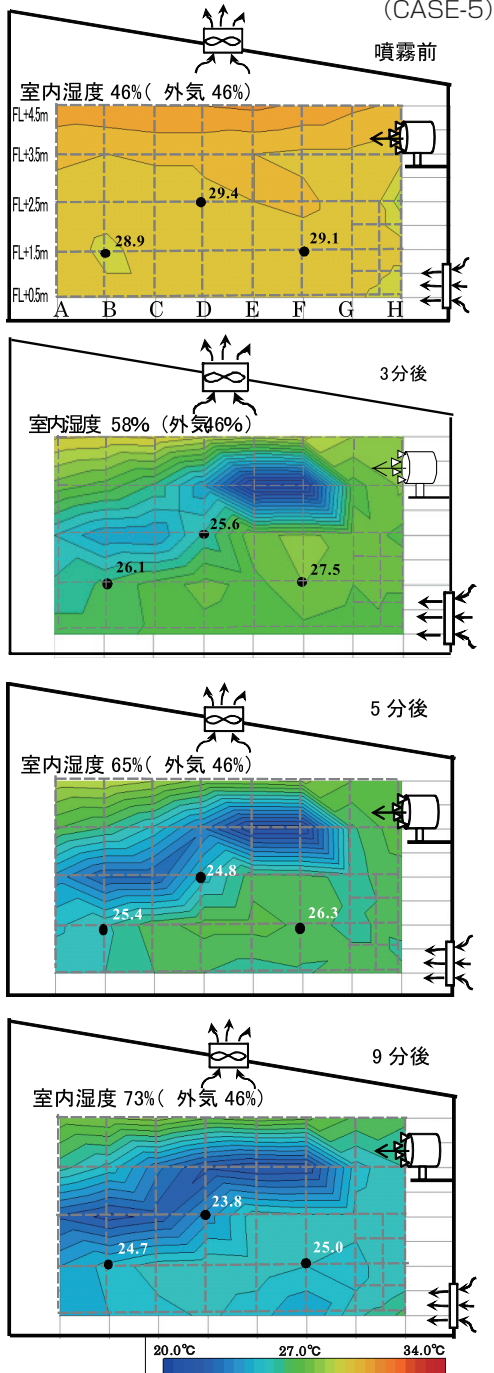 (CASE-5)
噴霧前
室内湿度 46%( 外気 46%)
FL+4.5m
FL+3.5m
FL+2.5m
FL+1.5m
FL+0.5m
29.4
28.9
29.1
A B C D E F G H
3分後
室内湿度 58% (外気46%)
25.6
26.1
27.5
5 分後
室内湿度 65%( 外気 46%)
24.8
25.4
26.3
9 分後
室内湿度 73%( 外気 46%)
23.8
24.7
25.0
20.0℃ 27.0℃ 34.0℃